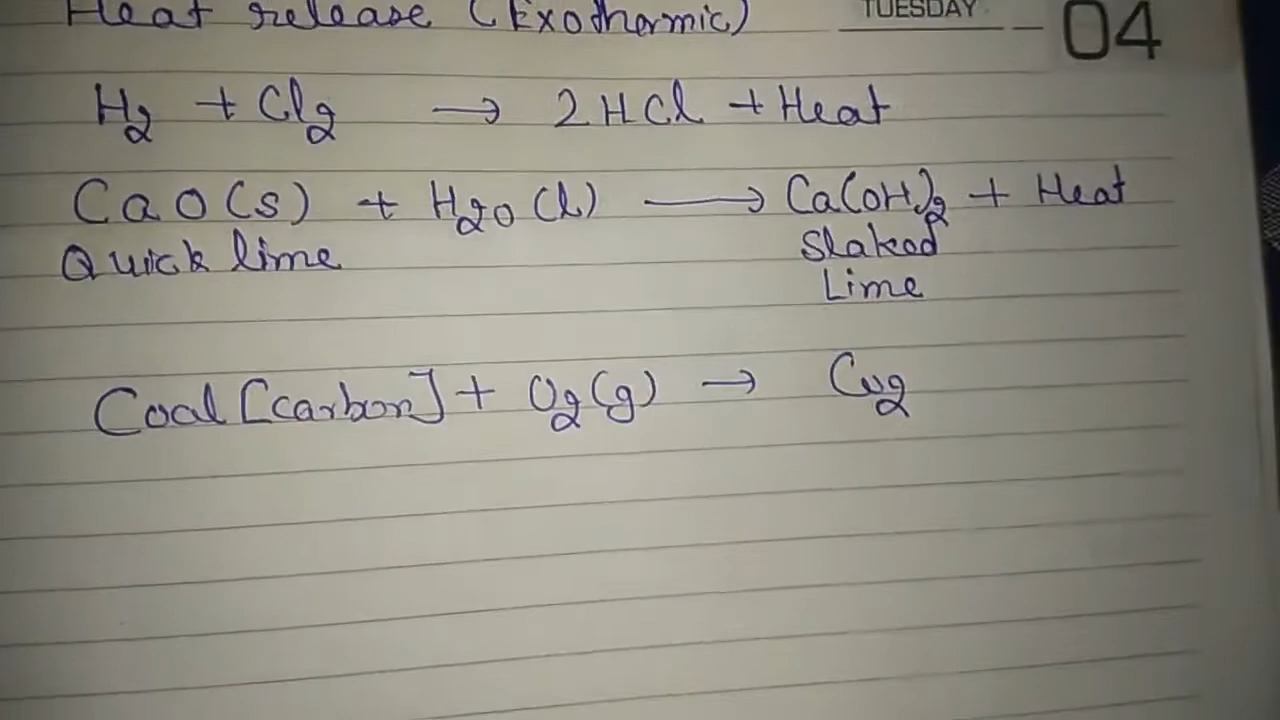 Heat release (Exothermic)
TUESDAY 04
H2 + Cl2 → 2HCl + Heat
CaO(s) + H2O(l) → Ca(OH)2 + Heat
Quick lime Slaked
Lime
Coal [carbon] + O2(g) → CO2